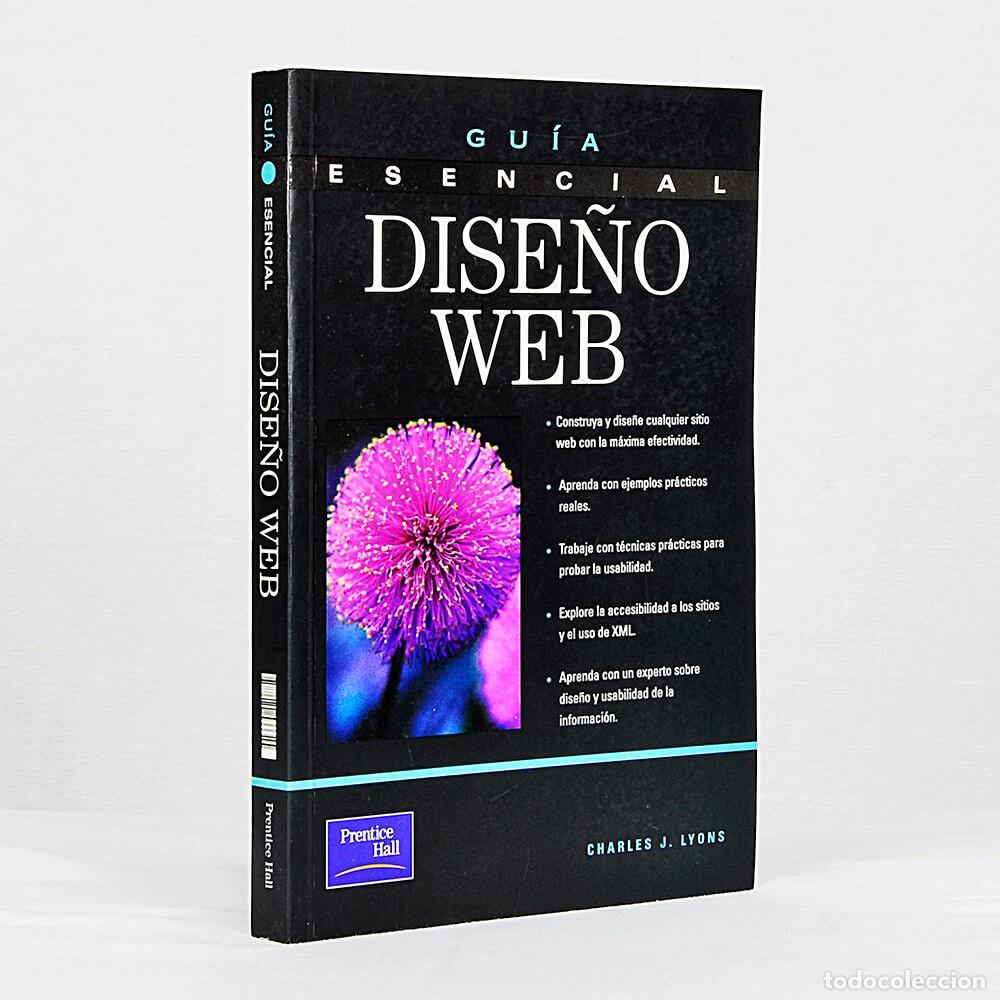 GUÍA
ESENCIAL
DISEÑO
WEB
• Construya y diseñe cualquier sitio
web con la máxima efectividad.
• Aprenda con ejemplos prácticos
reales.
• Trabaje con técnicas prácticas para
probar la usabilidad.
• Explore la accesibilidad a los sitios
y el uso de XML.
• Aprenda con un experto sobre
diseño y usabilidad de la
información.
Prentice
Hall
CHARLES J. LYONS
GUÍA ESENCIAL DISEÑO WEB Prentice Hall
todocoleccion